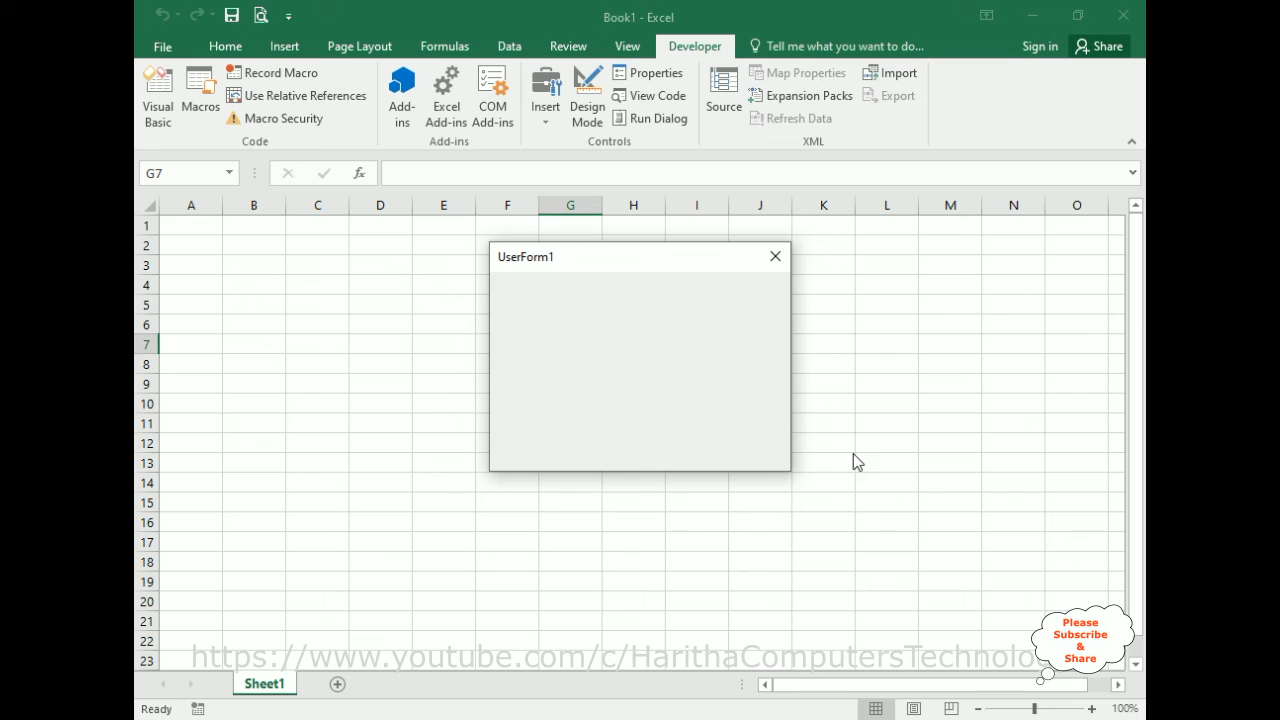 Book1 - Excel
File Home Insert Page Layout Formulas Data Review View Developer Tell me what you want to do... Sign in Share
Visual Basic
Macros
Record Macro
Use Relative References
Macro Security
Code
Add-ins
Excel Add-ins
COM Add-ins
Add-ins
Insert
Design Mode
Properties
View Code
Run Dialog
Controls
Source
Map Properties
Expansion Packs
Refresh Data
Import
Export
XML
G7
fx
A B C D E F G H I J K L M N O
1
2
3
4
5
6
7
8
9
10
11
12
13
14
15
16
17
18
19
20
21
22
23
UserForm1
https://www.youtube.com/c/HarithaComputersTechnolo
Please
Subscribe
&
Share
Sheet1
Ready
100%